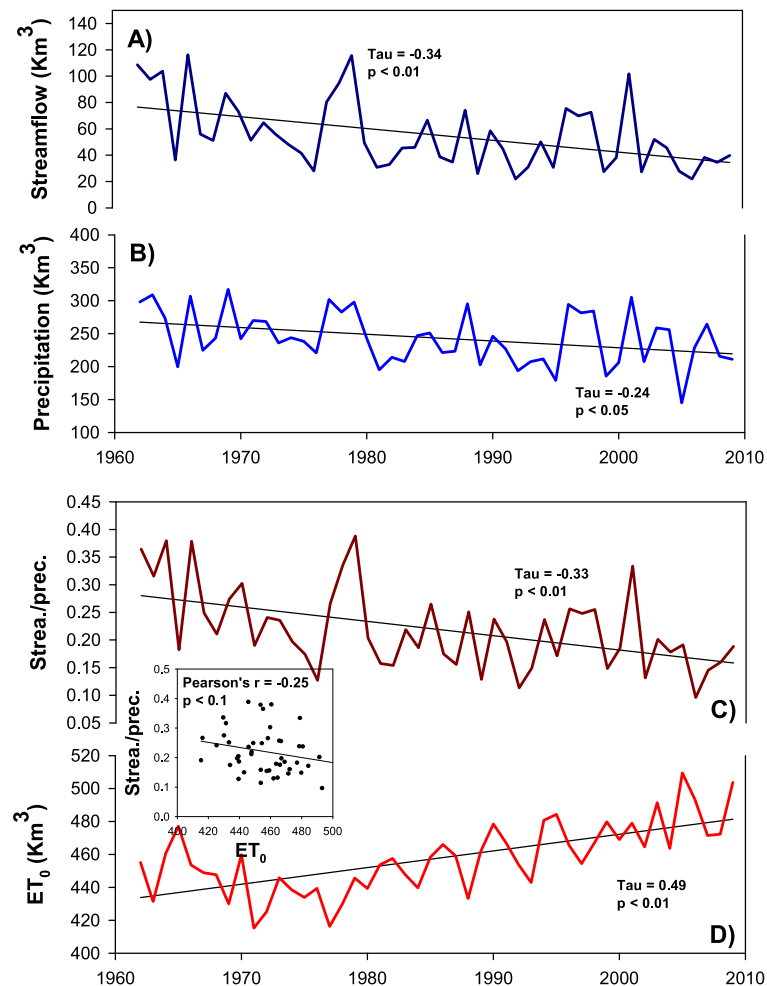 A)
Tau = -0.34
p < 0.01
Streamflow (Km3)
140
120
100
80
60
40
20
0
B)
Precipitation (Km3)
400
350
300
250
200
150
100
Tau = -0.24
p < 0.05
1960 1970 1980 1990 2000 2010
Strea./prec.
0.45
0.40
0.35
0.30
0.25
0.20
0.15
0.10
0.05
Tau = -0.33
p < 0.01
C)
Pearson's r = -0.25
p < 0.1
Strea./prec.
0.5
0.4
0.3
0.2
0.1
0.0
400 420 440 460 480 500
ET0
ET0 (Km3)
520
500
480
460
440
420
400
Tau = 0.49
p < 0.01
D)
1960 1970 1980 1990 2000 2010